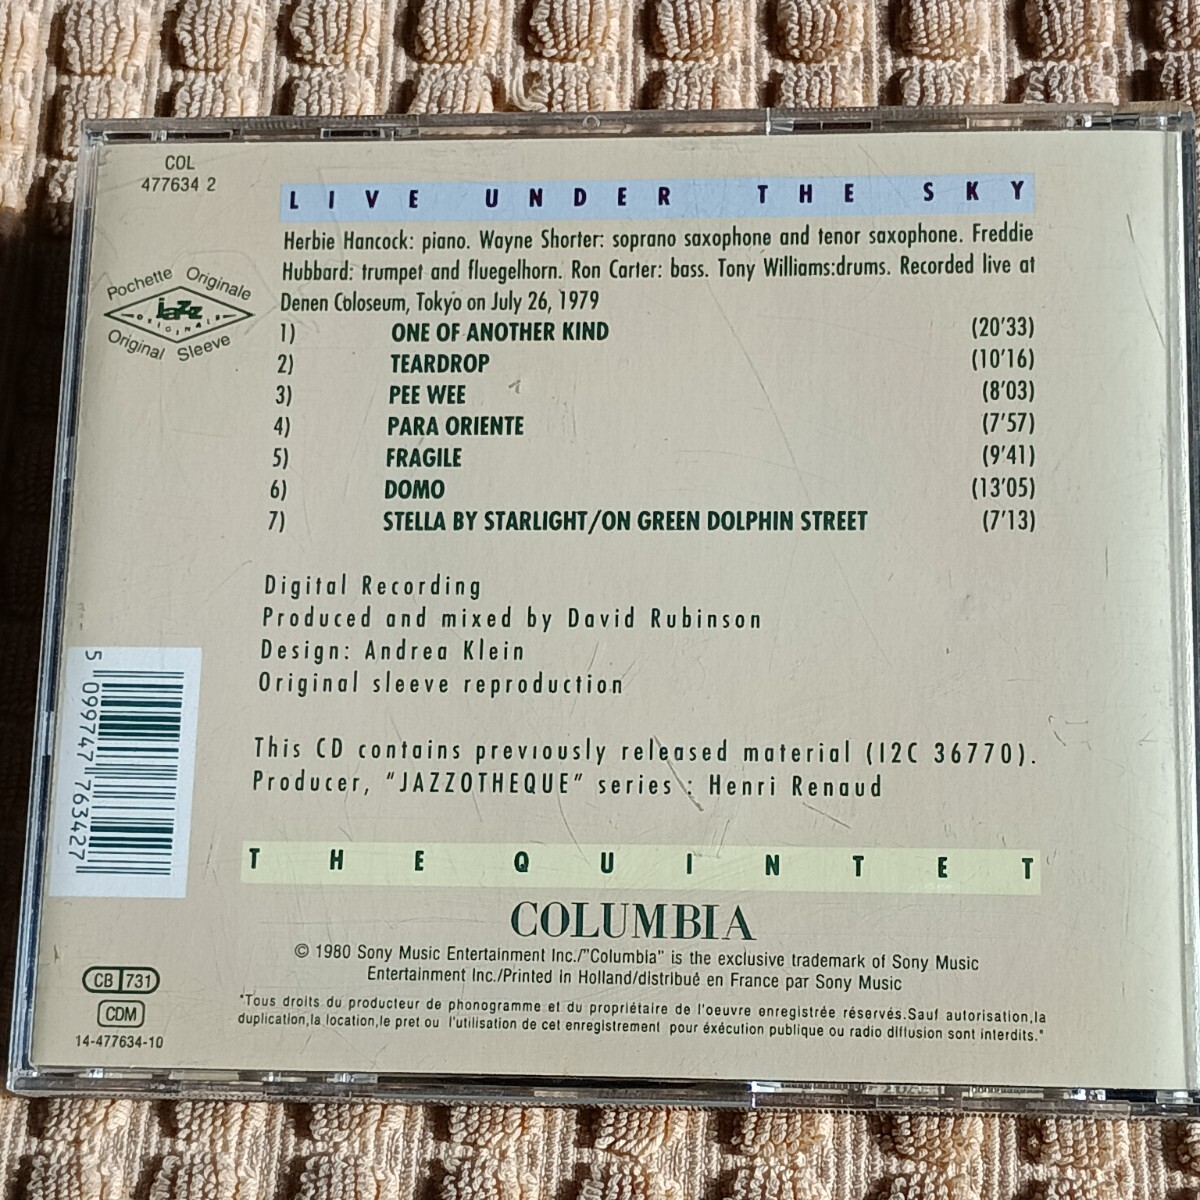 COL
477634 2
LIVE UNDER THE SKY
Herbie Hancock: piano. Wayne Shorter: soprano saxophone and tenor saxophone. Freddie
Hubbard: trumpet and fluegelhorn. Ron Carter: bass. Tony Williams:drums. Recorded live at
Denen Coloseum, Tokyo on July 26, 1979
Pochette Originale
jazz
ORIGINALS
Original Sleeve
1) ONE OF ANOTHER KIND (20'33)
2) TEARDROP (10'16)
3) PEE WEE (8'03)
4) PARA ORIENTE (7'57)
5) FRAGILE (9'41)
6) DOMO (13'05)
7) STELLA BY STARLIGHT/ON GREEN DOLPHIN STREET (7'13)
Digital Recording
Produced and mixed by David Rubinson
Design: Andrea Klein
Original sleeve reproduction
This CD contains previously released material (I2C 36770).
Producer, "JAZZOTHEQUE" series : Henri Renaud
5 099747 763427
THE QUINTET
COLUMBIA
© 1980 Sony Music Entertainment Inc./"Columbia" is the exclusive trademark of Sony Music
Entertainment Inc./Printed in Holland/distribué en France par Sony Music
"Tous droits du producteur de phonogramme et du propriétaire de l'oeuvre enregistrée réservés.Sauf autorisation,la
duplication,la location,le pret ou l'utilisation de cet enregistrement pour éxécution publique ou radio diffusion sont interdits."
CB 731
CDM
14-477634-10